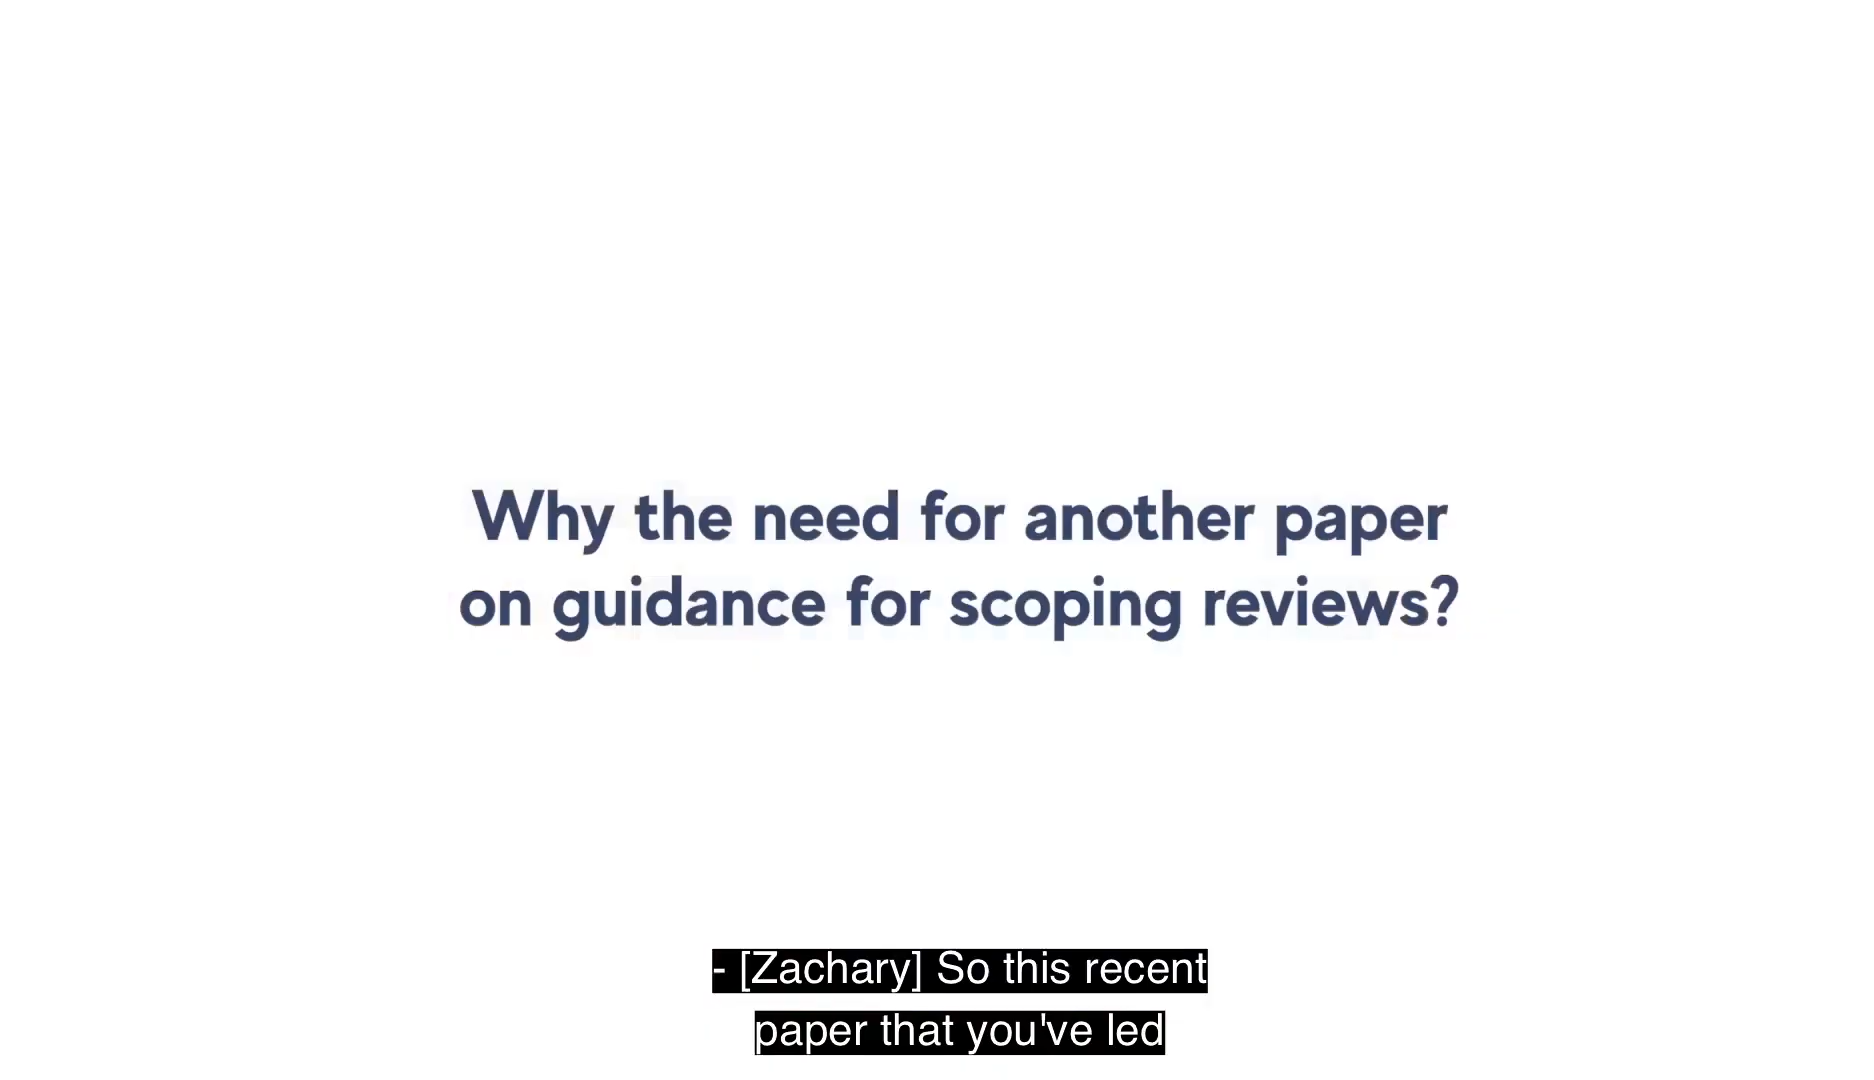 Why the need for another paper
on guidance for scoping reviews?
- [Zachary] So this recent
paper that you've led